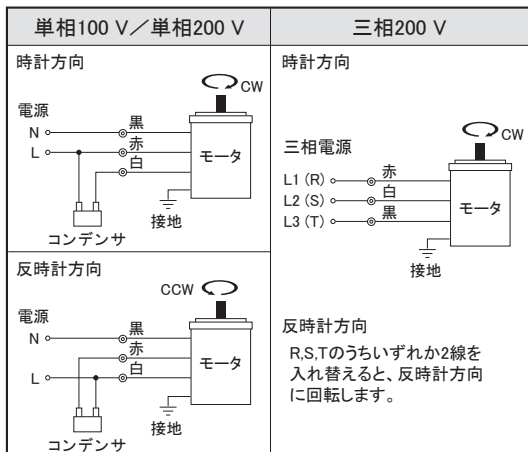 単相100 V／単相200 V
時計方向
CW
電源
N
黒
L
赤
白
モータ
接地
コンデンサ
反時計方向
CCW
電源
N
黒
赤
L
白
モータ
接地
コンデンサ
三相200 V
時計方向
CW
三相電源
L1 (R)
赤
L2 (S)
白
L3 (T)
黒
モータ
接地
反時計方向
R,S,Tのうちいずれか2線を
入れ替えると、反時計方向
に回転します。